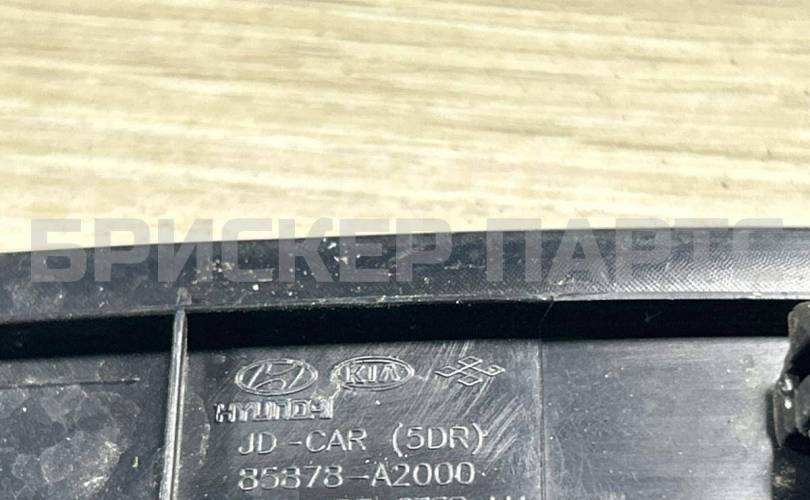 БРИСКЕР ПАРТС
KIA
HYUNDAI
JD-CAR (5DR)
85878-A2000